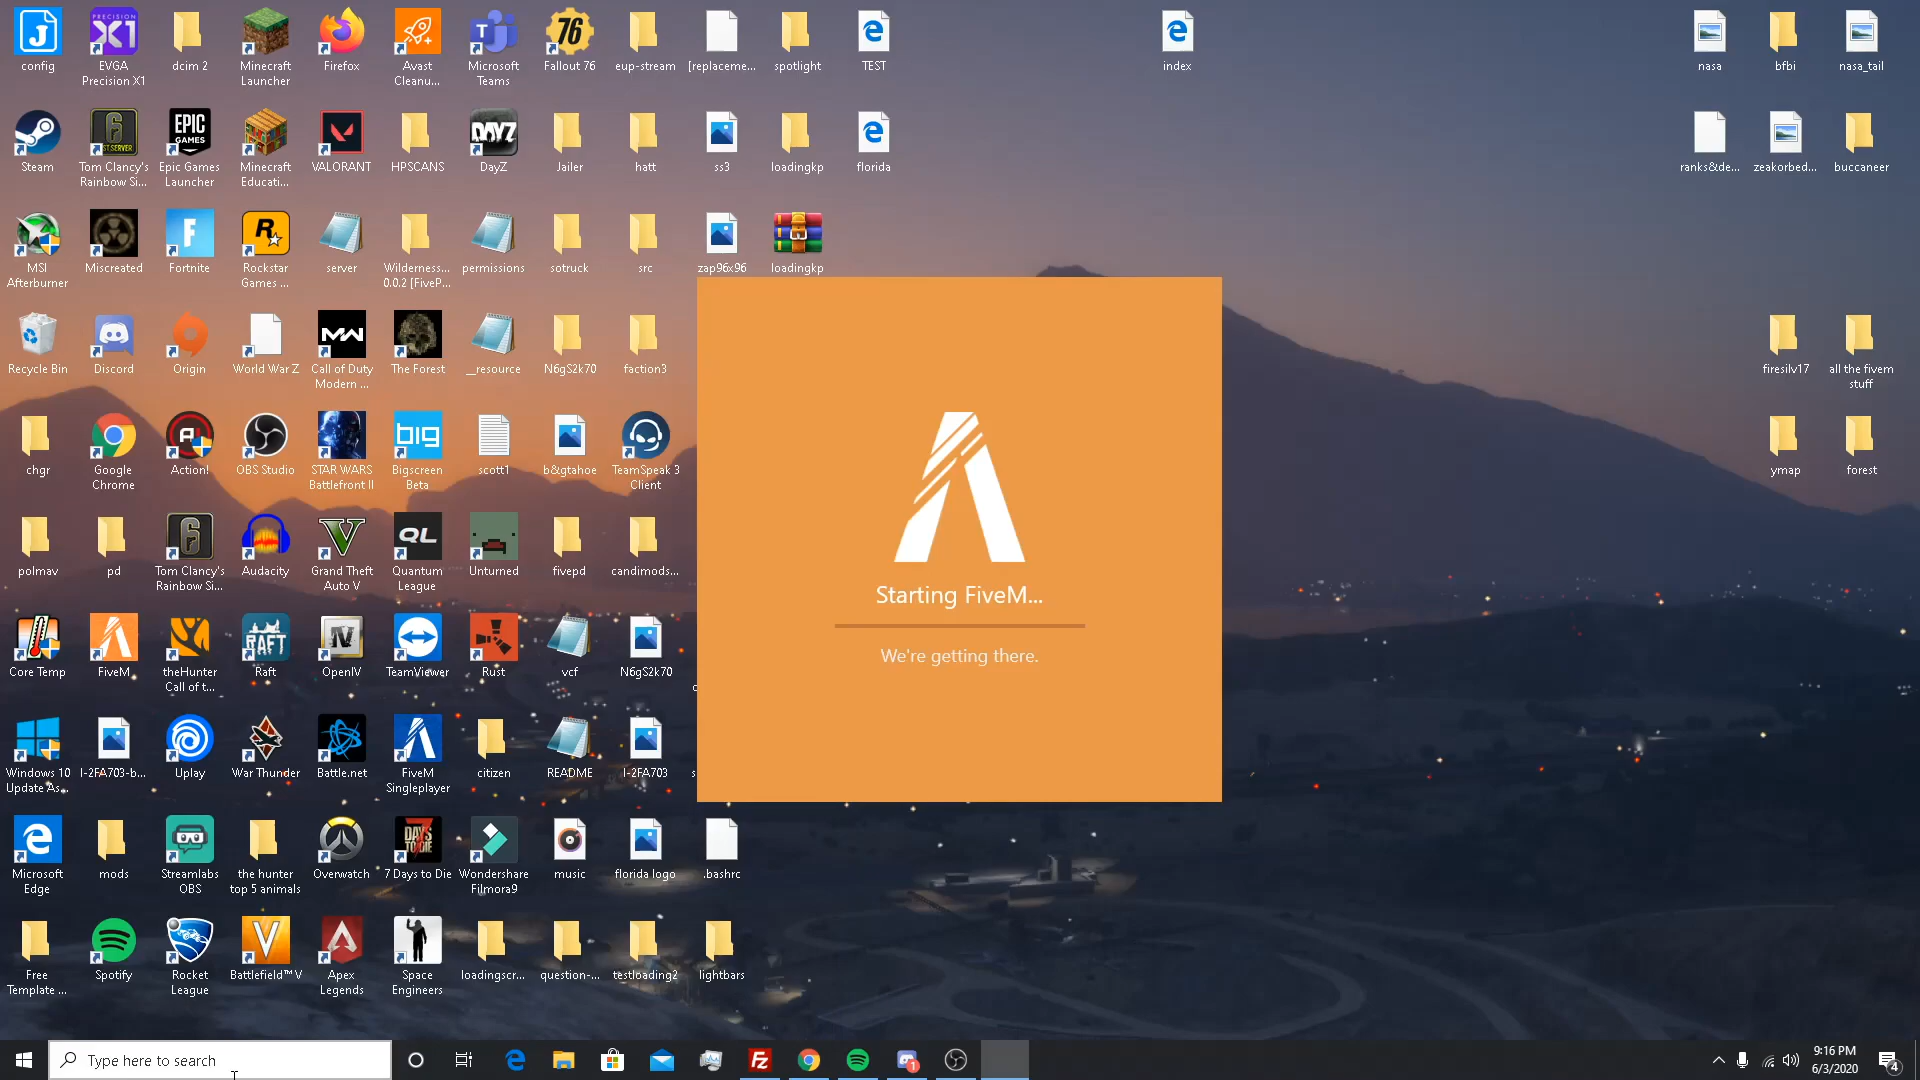 config
EVGA
Precision X1
dcim 2
Minecraft
Launcher
Firefox
Avast
Cleanu...
Microsoft
Teams
Fallout 76
eup-stream
[replaceme...
spotlight
TEST
index
nasa
bfbi
nasa_tail
Steam
Tom Clancy's
Rainbow Si...
Epic Games
Launcher
Minecraft
Educati...
VALORANT
HPSCANS
DayZ
Jailer
hatt
ss3
loadingkp
florida
ranks&de...
zeakorbed...
buccaneer
MSI
Afterburner
Miscreated
Fortnite
Rockstar
Games ...
server
Wilderness...
0.0.2 [FiveP...
permissions
sotruck
src
zap96x96
loadingkp
Recycle Bin
Discord
Origin
World War Z
Call of Duty
Modern ...
The Forest
__resource
N6gS2k70
faction3
firesilv17
all the fivem
stuff
chgr
Google
Chrome
Action!
OBS Studio
STAR WARS
Battlefront II
Bigscreen
Beta
scott1
b&gtahoe
TeamSpeak 3
Client
ymap
forest
polmav
pd
Tom Clancy's
Rainbow Si...
Audacity
Grand Theft
Auto V
Quantum
League
Unturned
fivepd
candimods...
Starting FiveM...
We're getting there.
Core Temp
FiveM
theHunter
Call of t...
Raft
OpenIV
TeamViewer
Rust
vcf
N6gS2k70
Windows 10
Update As...
I-2FA703-b...
Uplay
War Thunder
Battle.net
FiveM
Singleplayer
citizen
README
I-2FA703
Microsoft
Edge
mods
Streamlabs
OBS
the hunter
top 5 animals
Overwatch
7 Days to Die
Wondershare
Filmora9
music
florida logo
.bashrc
Free
Template ...
Spotify
Rocket
League
Battlefield™ V
Apex
Legends
Space
Engineers
loadingscr...
question-...
testloading2
lightbars
Type here to search
9:16 PM
6/3/2020
4